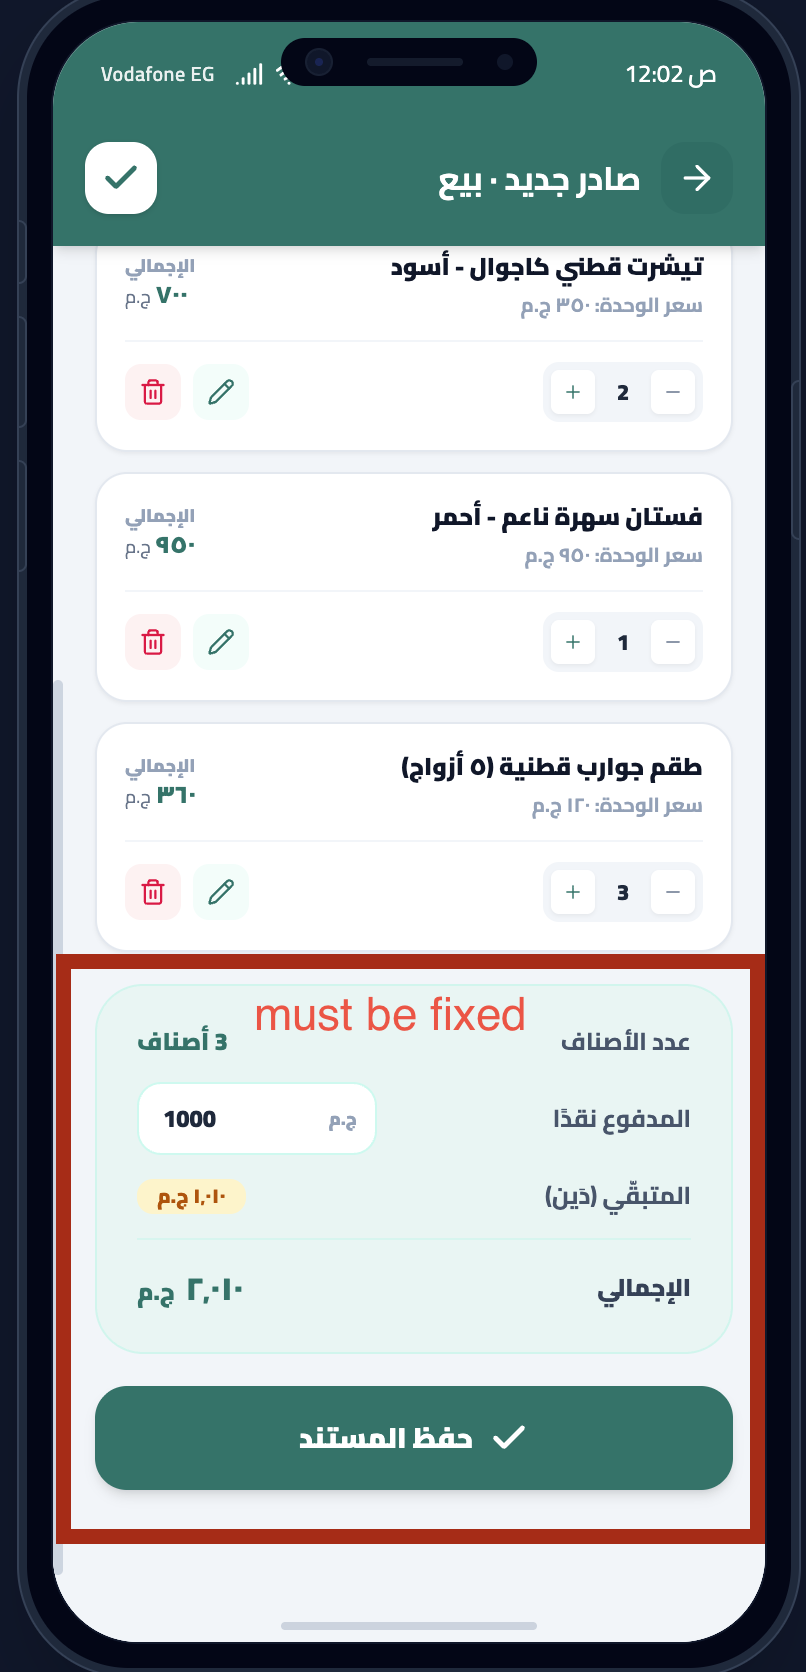 12:02 ص
Vodafone EG
صادر جديد · بيع
تيشرت قطني كاجوال - أسود
الإجمالي
سعر الوحدة: ٣٥٠ ج.م
٧٠٠ ج.م
− 2 +
فستان سهرة ناعم - أحمر
الإجمالي
سعر الوحدة: ٩٥٠ ج.م
٩٥٠ ج.م
− 1 +
طقم جوارب قطنية (٥ أزواج)
الإجمالي
سعر الوحدة: ١٢٠ ج.م
٣٦٠ ج.م
− 3 +
must be fixed
عدد الأصناف
3 أصناف
المدفوع نقدًا
ج.م 1000
المتبقّي (دَين)
١,٠١٠ ج.م
الإجمالي
٢,٠١٠ ج.م
حفظ المستند